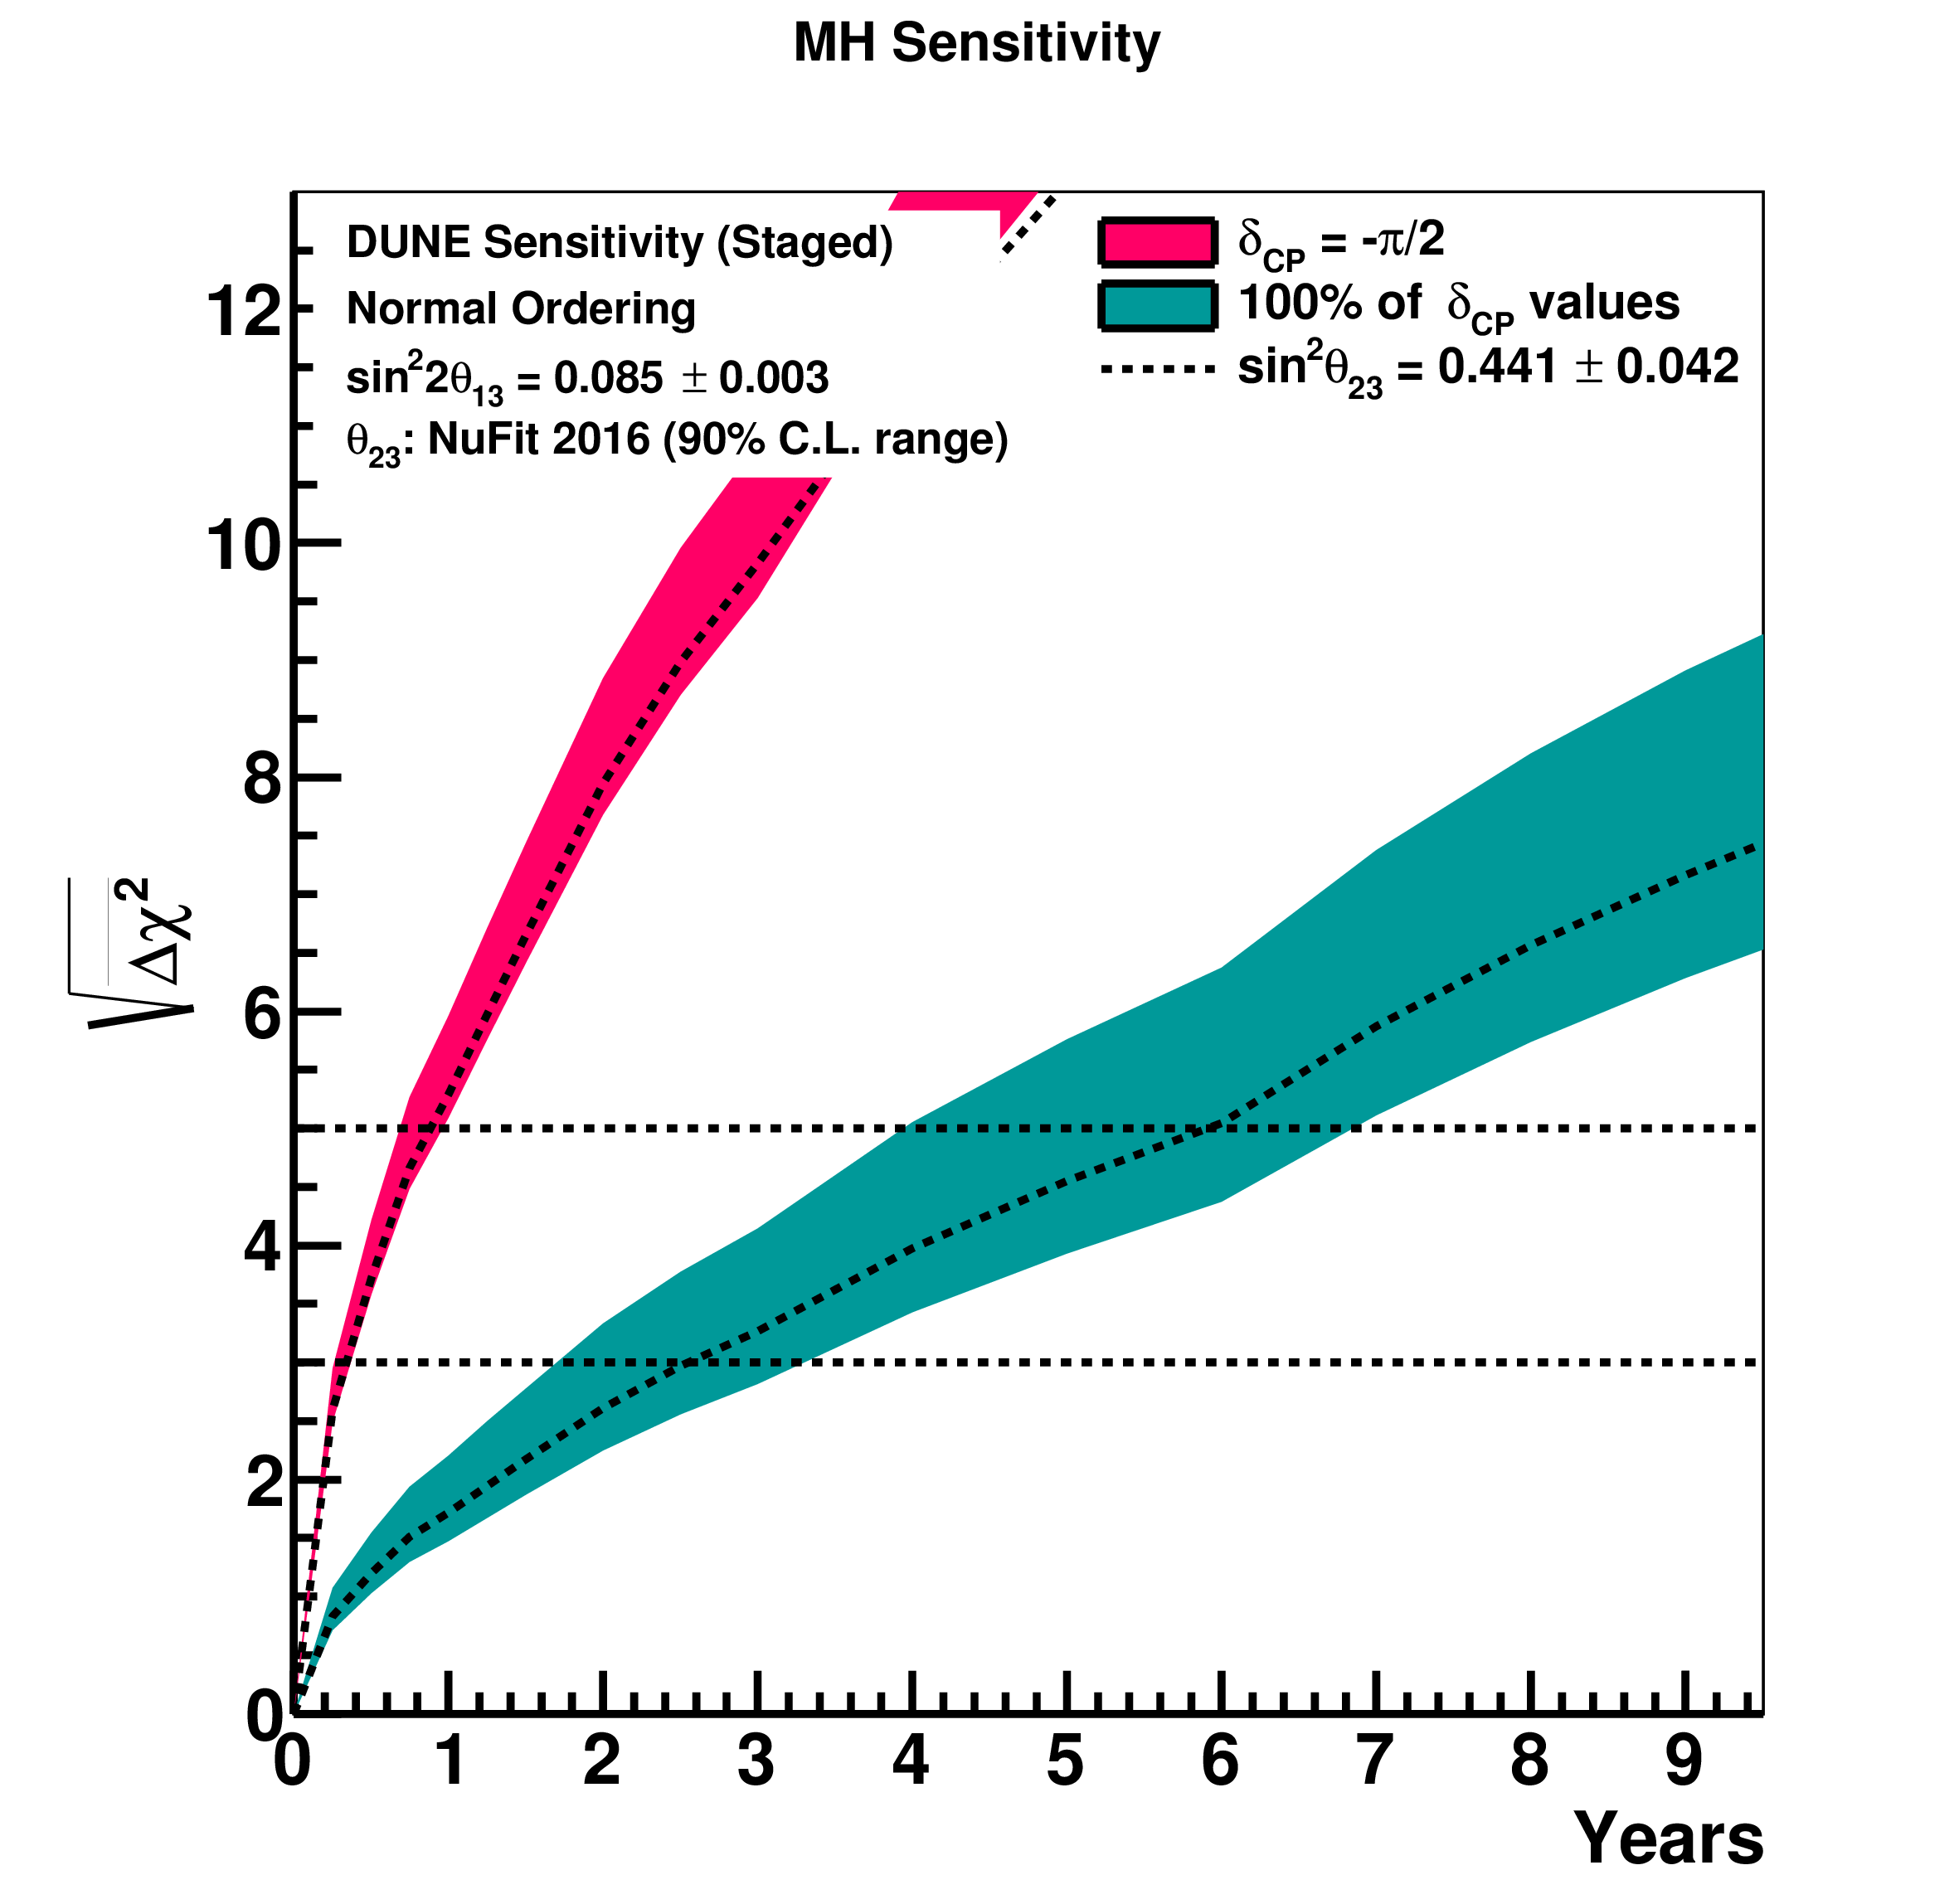 MH Sensitivity
DUNE Sensitivity (Staged)
Normal Ordering
sin²2θ₁₃ = 0.085 ± 0.003
θ₂₃: NuFit 2016 (90% C.L. range)
δCP = -π/2
100% of δCP values
sin²θ₂₃ = 0.441 ± 0.042
√Δχ²
12
10
8
6
4
2
0
0 1 2 3 4 5 6 7 8 9
Years